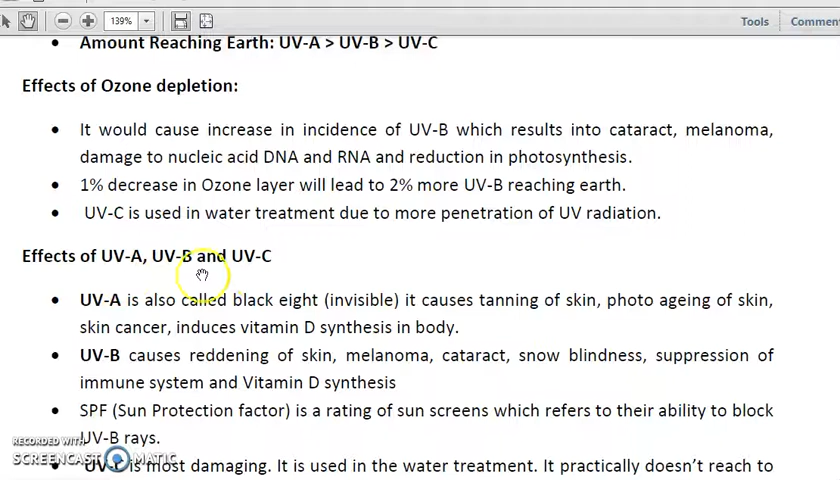 139%
Tools
Comment
• Amount Reaching Earth: UV-A > UV-B > UV-C
Effects of Ozone depletion:
• It would cause increase in incidence of UV-B which results into cataract, melanoma,
damage to nucleic acid DNA and RNA and reduction in photosynthesis.
• 1% decrease in Ozone layer will lead to 2% more UV-B reaching earth.
• UV-C is used in water treatment due to more penetration of UV radiation.
Effects of UV-A, UV-B and UV-C
• UV-A is also called black eight (invisible) it causes tanning of skin, photo ageing of skin,
skin cancer, induces vitamin D synthesis in body.
• UV-B causes reddening of skin, melanoma, cataract, snow blindness, suppression of
immune system and Vitamin D synthesis
• SPF (Sun Protection factor) is a rating of sun screens which refers to their ability to block
UV-B rays.
RECORDED WITH
SCREENCAST MATIC
• UV-C is most damaging. It is used in the water treatment. It practically doesn't reach to